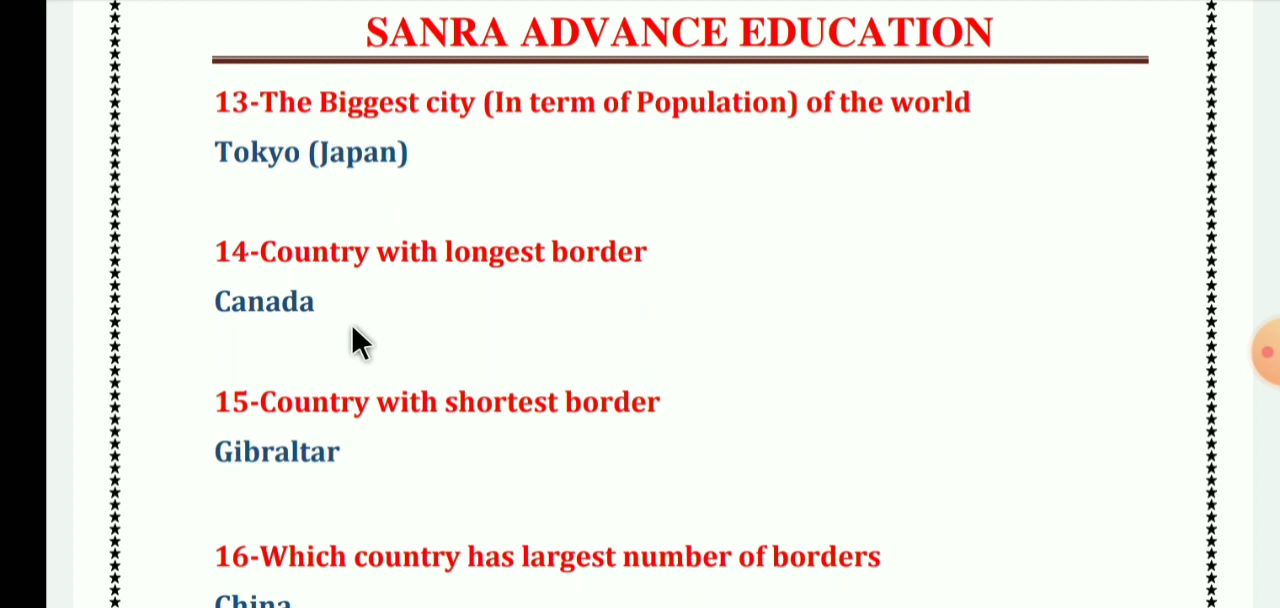 SANRA ADVANCE EDUCATION
13-The Biggest city (In term of Population) of the world
Tokyo (Japan)
14-Country with longest border
Canada
15-Country with shortest border
Gibraltar
16-Which country has largest number of borders
China